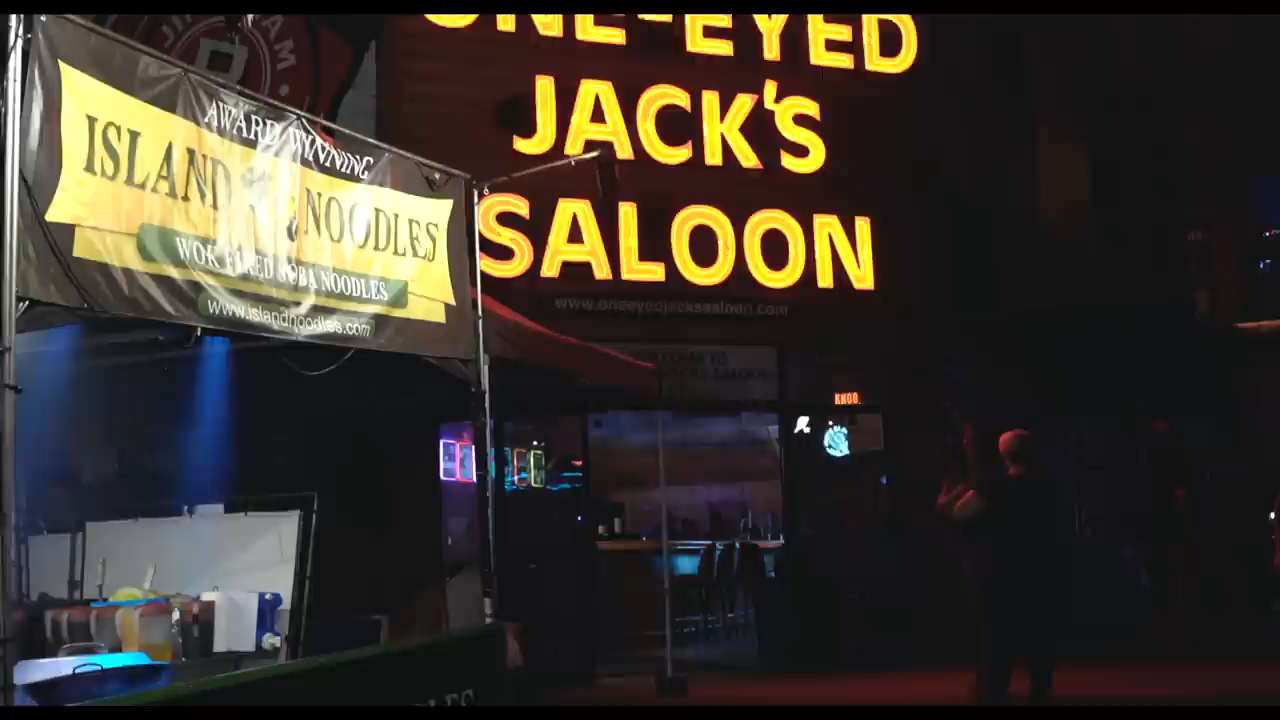 ONE-EYED
JACK'S
SALOON
www.oneeyedjackssaloon.com
AWARD WINNING
ISLAND NOODLES
WOK FIRED SOBA NOODLES
www.islandnoodles.com